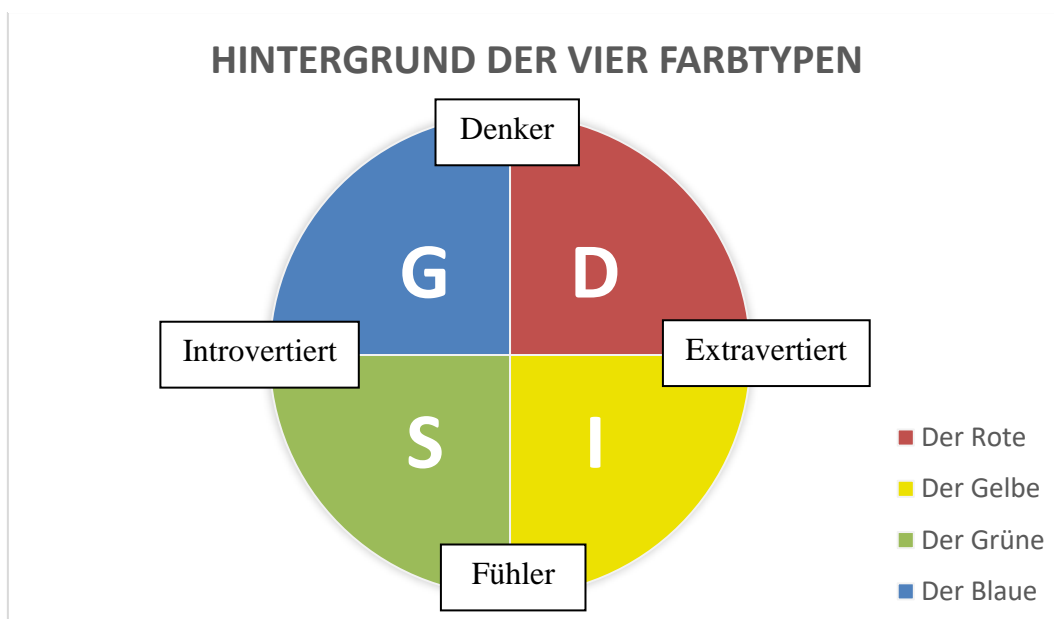 HINTERGRUND DER VIER FARBTYPEN
Denker
G D
Introvertiert Extravertiert
S I
Fühler
Der Rote
Der Gelbe
Der Grüne
Der Blaue